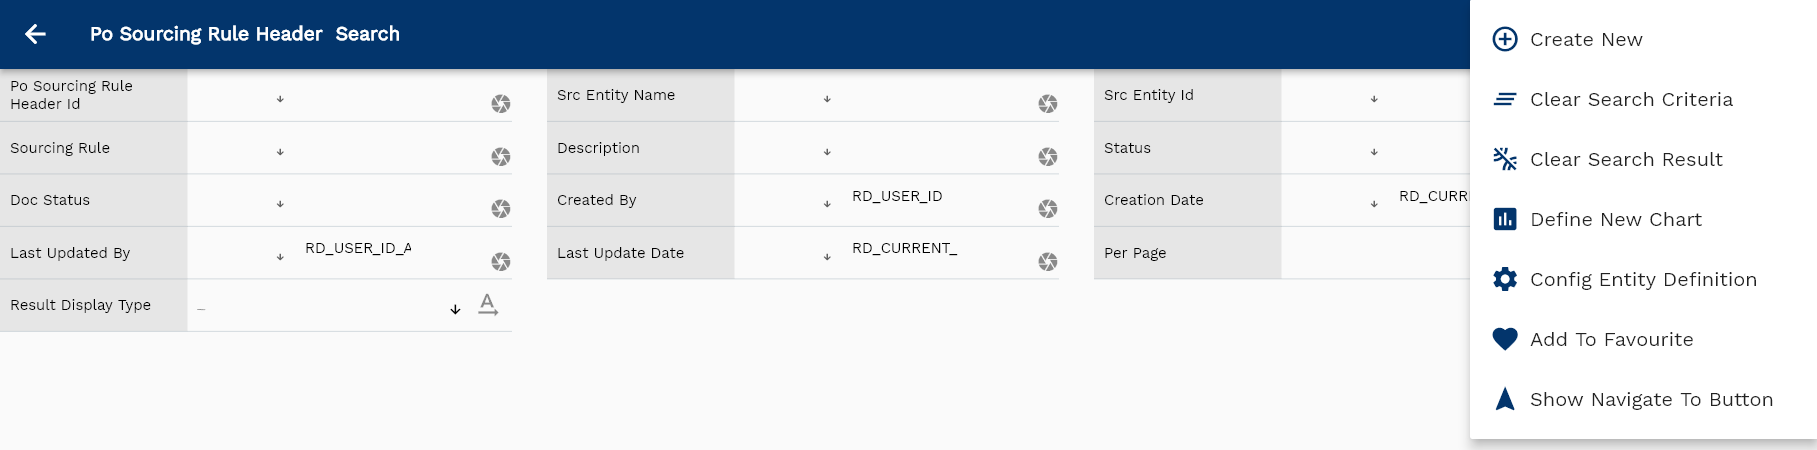 Po Sourcing Rule Header  Search
Po Sourcing Rule
Header Id
Src Entity Name
Src Entity Id
Sourcing Rule
Description
Status
Doc Status
Created By
RD_USER_ID
Creation Date
RD_CURR
Last Updated By
RD_USER_ID_A
Last Update Date
RD_CURRENT_
Per Page
Result Display Type
_
Create New
Clear Search Criteria
Clear Search Result
Define New Chart
Config Entity Definition
Add To Favourite
Show Navigate To Button